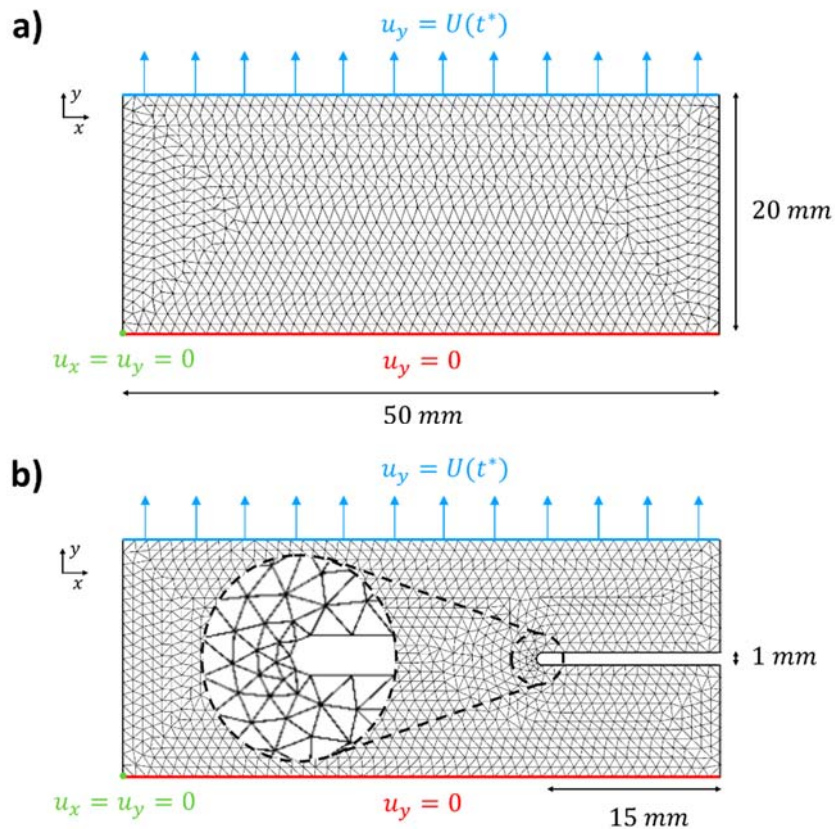 a)
u_y = U(t*)
y
x
20 mm
u_x = u_y = 0
u_y = 0
50 mm
b)
u_y = U(t*)
y
x
1 mm
u_x = u_y = 0
u_y = 0
15 mm